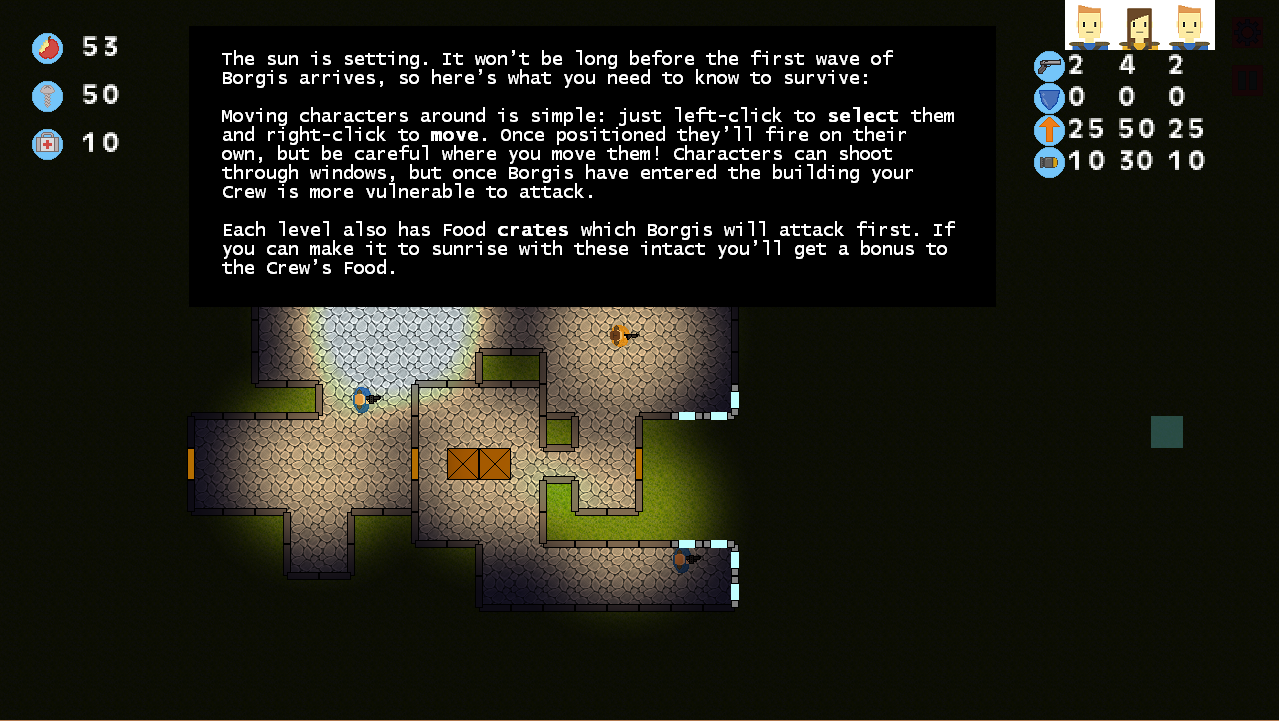 53
50
10
The sun is setting. It won't be long before the first wave of
Borgis arrives, so here's what you need to know to survive:
Moving characters around is simple: just left-click to select them
and right-click to move. Once positioned they'll fire on their
own, but be careful where you move them! Characters can shoot
through windows, but once Borgis have entered the building your
Crew is more vulnerable to attack.
Each level also has Food crates which Borgis will attack first. If
you can make it to sunrise with these intact you'll get a bonus to
the Crew's Food.
2 4 2
0 0 0
25 50 25
10 30 10